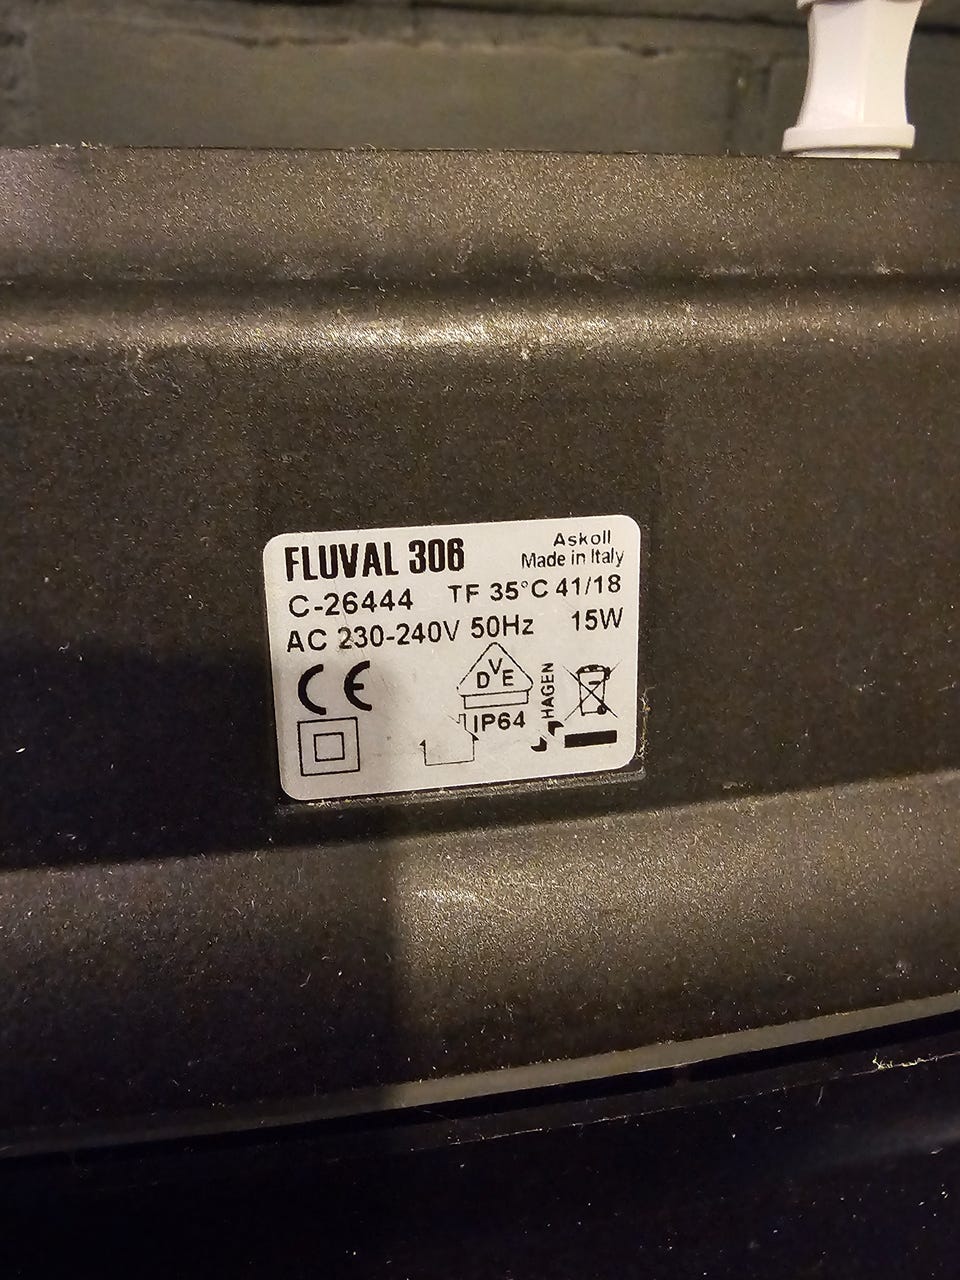 FLUVAL 306
Askoll
Made in Italy
C-26444 TF 35°C 41/18
AC 230-240V 50Hz 15W
CE
DVE
IP64
HAGEN